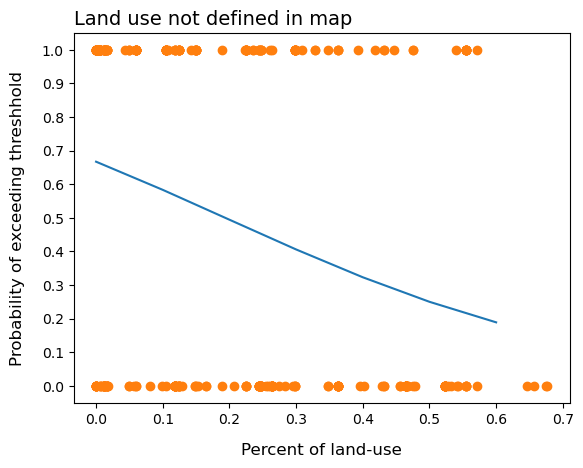 Land use not defined in map
1.0
0.9
0.8
0.7
0.6
0.5
0.4
0.3
0.2
0.1
0.0
Probability of exceeding threshhold
0.0 0.1 0.2 0.3 0.4 0.5 0.6 0.7
Percent of land-use